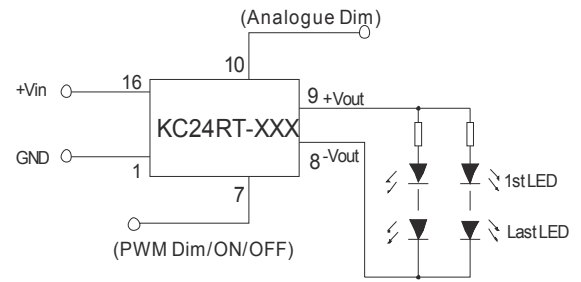 (Analogue Dim)
10
+Vin
16
9 +Vout
KC24RT-XXX
GND
1
8 -Vout
7
1st LED
Last LED
(PWM Dim/ON/OFF)